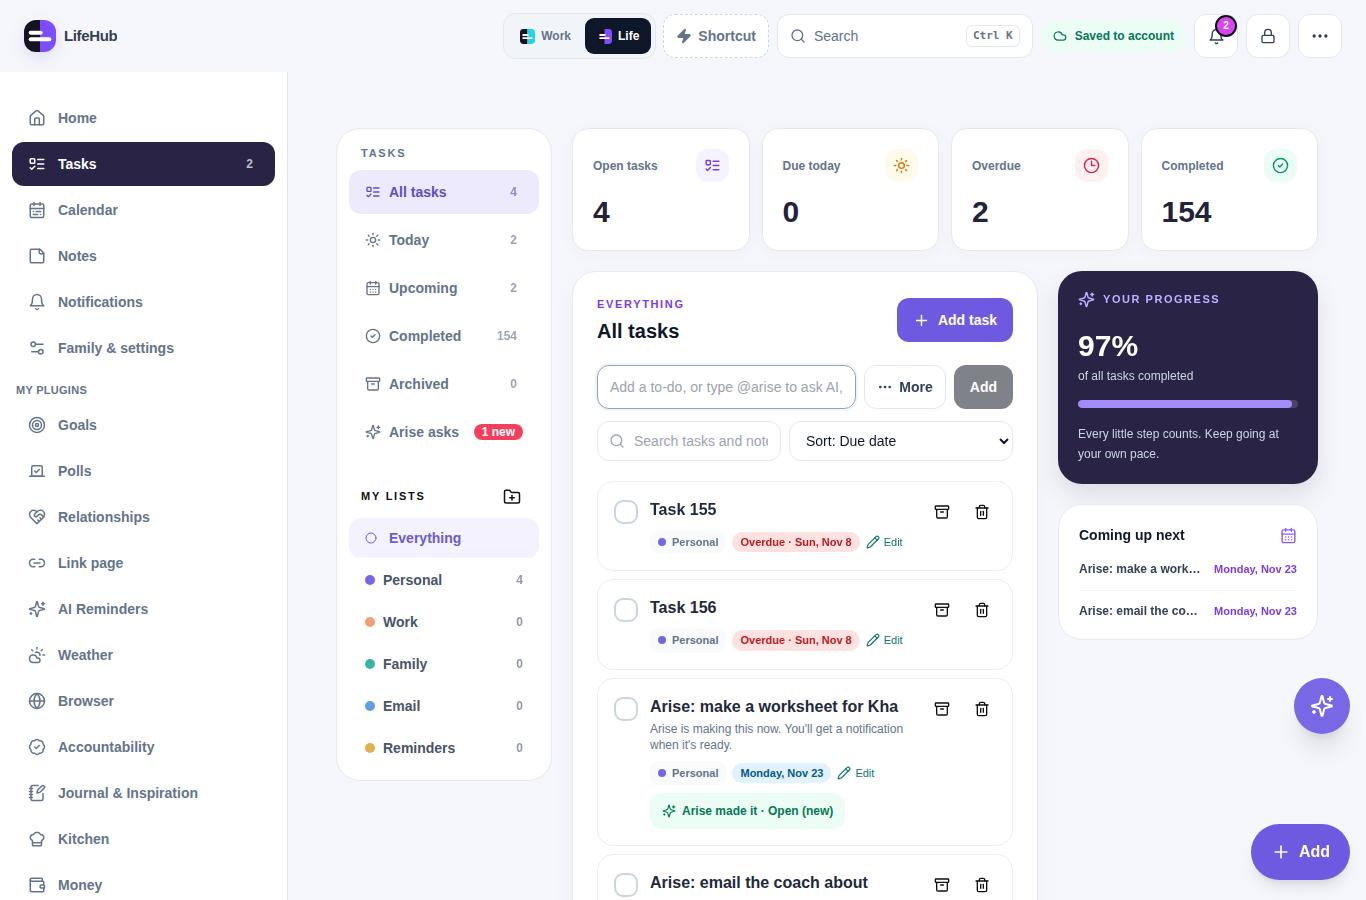 LifeHub
Work
Life
Shortcut
Search
Ctrl K
Saved to account
2
Home
Tasks 2
Calendar
Notes
Notifications
Family & settings
MY PLUGINS
Goals
Polls
Relationships
Link page
AI Reminders
Weather
Browser
Accountability
Journal & Inspiration
Kitchen
Money
TASKS
All tasks 4
Today 2
Upcoming 2
Completed 154
Archived 0
Arise asks 1 new
MY LISTS
Everything
Personal 4
Work 0
Family 0
Email 0
Reminders 0
Open tasks
4
Due today
0
Overdue
2
Completed
154
EVERYTHING
All tasks
Add task
Add a to-do, or type @arise to ask AI,
More
Add
Search tasks and note
Sort: Due date
Task 155
Personal
Overdue · Sun, Nov 8
Edit
Task 156
Personal
Overdue · Sun, Nov 8
Edit
Arise: make a worksheet for Kha
Arise is making this now. You'll get a notification
when it's ready.
Personal
Monday, Nov 23
Edit
Arise made it · Open (new)
Arise: email the coach about
YOUR PROGRESS
97%
of all tasks completed
Every little step counts. Keep going at
your own pace.
Coming up next
Arise: make a work… Monday, Nov 23
Arise: email the co… Monday, Nov 23
Add